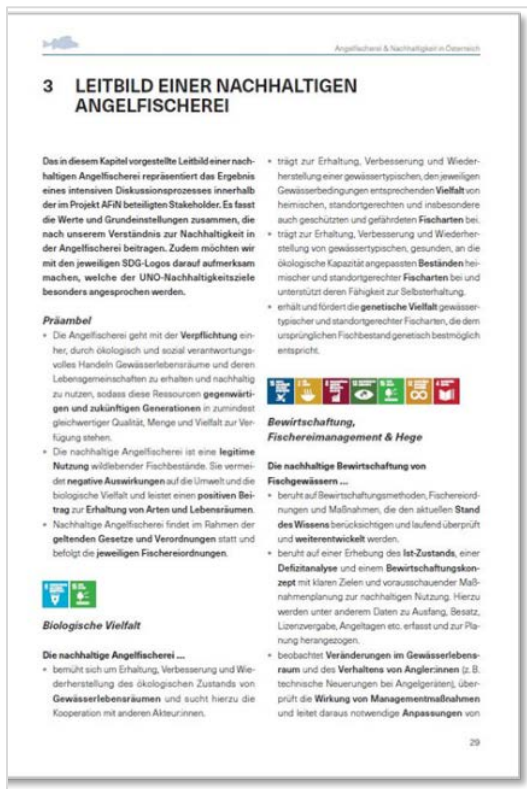 Angelfischerei & Nachhaltigkeit in Österreich
3 LEITBILD EINER NACHHALTIGEN
ANGELFISCHEREI
Das in diesem Kapitel vorgestellte Leitbild einer nach-
haltigen Angelfischerei repräsentiert das Ergebnis
eines intensiven Diskussionsprozesses innerhalb
der im Projekt AFiN beteiligten Stakeholder. Es fasst
die Werte und Grundeinstellungen zusammen, die
nach unserem Verständnis zur Nachhaltigkeit in
der Angelfischerei beitragen. Zudem möchten wir
mit den jeweiligen SDG-Logos darauf aufmerksam
machen, welche der UNO-Nachhaltigkeitsziele
besonders angesprochen werden.
Präambel
• Die Angelfischerei geht mit der Verpflichtung ein-
her, durch ökologisch und sozial verantwortungs-
volles Handeln Gewässerlebensräume und deren
Lebensgemeinschaften zu erhalten und nachhaltig
zu nutzen, sodass diese Ressourcen gegenwärti-
gen und zukünftigen Generationen in zumindest
gleichwertiger Qualität, Menge und Vielfalt zur Ver-
fügung stehen.
• Die nachhaltige Angelfischerei ist eine legitime
Nutzung wildlebender Fischbestände. Sie vermei-
det negative Auswirkungen auf die Umwelt und die
biologische Vielfalt und leistet einen positiven Bei-
trag zur Erhaltung von Arten und Lebensräumen.
• Nachhaltige Angelfischerei findet im Rahmen der
geltenden Gesetze und Verordnungen statt und
befolgt die jeweiligen Fischereiordnungen.
Biologische Vielfalt
Die nachhaltige Angelfischerei ...
• bemüht sich um Erhaltung, Verbesserung und Wie-
derherstellung des ökologischen Zustands von
Gewässerlebensräumen und sucht hierzu die
Kooperation mit anderen Akteur:innen.
• trägt zur Erhaltung, Verbesserung und Wieder-
herstellung einer gewässertypischen, den jeweiligen
Gewässerbedingungen entsprechenden Vielfalt von
heimischen, standortgerechten und insbesondere
auch geschützten und gefährdeten Fischarten bei.
• trägt zur Erhaltung, Verbesserung und Wiederher-
stellung von gewässertypischen, gesunden, an die
ökologische Kapazität angepassten Beständen hei-
mischer und standortgerechter Fischarten bei und
unterstützt deren Fähigkeit zur Selbsterhaltung.
• erhält und fördert die genetische Vielfalt gewässer-
typischer und standortgerechter Fischarten, die dem
ursprünglichen Fischbestand genetisch bestmöglich
entspricht.
Bewirtschaftung,
Fischereimanagement & Hege
Die nachhaltige Bewirtschaftung von
Fischgewässern ...
• beruht auf Bewirtschaftungsmethoden, Fischereiord-
nungen und Maßnahmen, die den aktuellen Stand
des Wissens berücksichtigen und laufend überprüft
und weiterentwickelt werden.
• beruht auf einer Erhebung des Ist-Zustands, einer
Defizitanalyse und einem Bewirtschaftungskon-
zept mit klaren Zielen und vorausschauender Maß-
nahmenplanung zur nachhaltigen Nutzung. Hierzu
werden unter anderem Daten zu Ausfang, Besatz,
Lizenzvergabe, Angeltagen etc. erfasst und zur Pla-
nung herangezogen.
• beobachtet Veränderungen im Gewässerlebens-
raum und des Verhaltens von Angler:innen (z. B.
technische Neuerungen bei Angelgeräten), über-
prüft die Wirkung von Managementmaßnahmen
und leitet daraus notwendige Anpassungen von
29